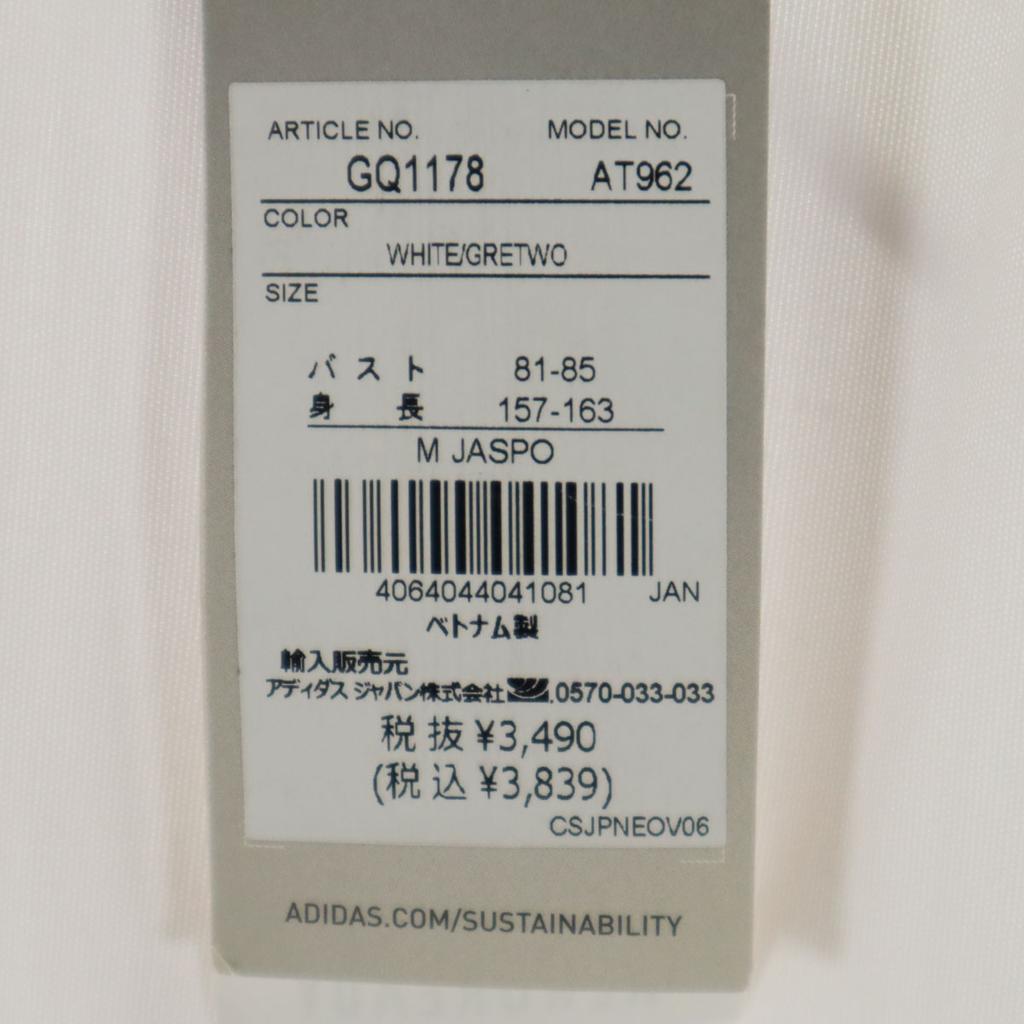 ARTICLE NO. MODEL NO.
GQ1178 AT962
COLOR
WHITE/GRETWO
SIZE
バスト 81-85
身長 157-163
M JASPO
4064044041081 JAN
ベトナム製
輸入販売元
アディダス ジャパン株式会社 .0570-033-033
税抜 ¥3,490
(税込 ¥3,839)
CSJPNEOV06
ADIDAS.COM/SUSTAINABILITY